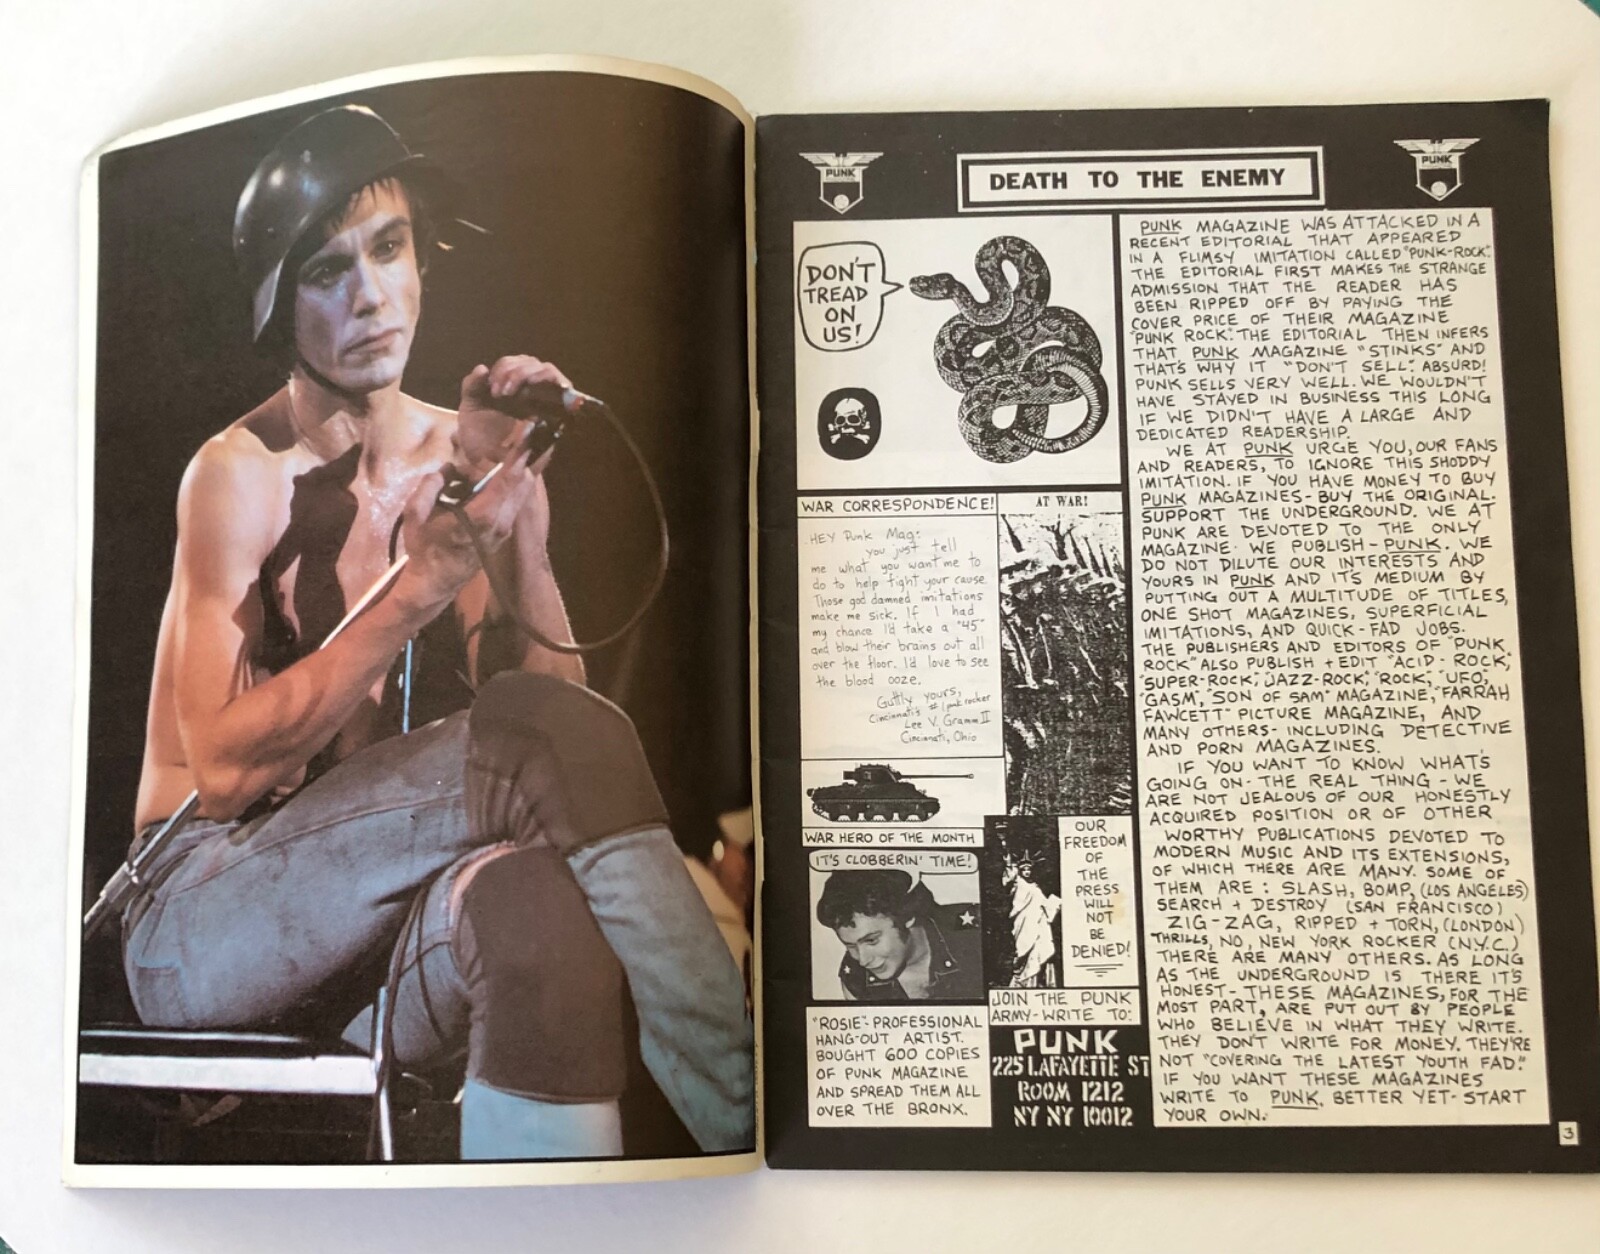 PUNK
DEATH TO THE ENEMY
PUNK
DON'T
TREAD
ON
US!
WAR CORRESPONDENCE!
HEY Punk Mag:
you just tell
me what you want me to
do to help fight your cause.
Those god damned imitations
make me sick. If I had
my chance I'd take a "45"
and blow their brains out all
over the floor. I'd love to see
the blood ooze.
Guttly yours,
Cincinnati's #1 punk rocker
Lee V. Gramm II
Cincinnati, Ohio
AT WAR!
WAR HERO OF THE MONTH
IT'S CLOBBERIN' TIME!
"ROSIE"-PROFESSIONAL
HANG-OUT ARTIST.
BOUGHT 600 COPIES
OF PUNK MAGAZINE
AND SPREAD THEM ALL
OVER THE BRONX.
OUR
FREEDOM
OF
THE
PRESS
WILL
NOT
BE
DENIED!
JOIN THE PUNK
ARMY-WRITE TO:
PUNK
225 LAFAYETTE ST
ROOM 1212
NY NY 10012
PUNK MAGAZINE WAS ATTACKED IN A
RECENT EDITORIAL THAT APPEARED
IN A FLIMSY IMITATION CALLED "PUNK-ROCK".
THE EDITORIAL FIRST MAKES THE STRANGE
ADMISSION THAT THE READER HAS
BEEN RIPPED OFF BY PAYING THE
COVER PRICE OF THEIR MAGAZINE
"PUNK ROCK". THE EDITORIAL THEN INFERS
THAT PUNK MAGAZINE "STINKS" AND
THAT'S WHY IT "DON'T SELL". ABSURD!
PUNK SELLS VERY WELL. WE WOULDN'T
HAVE STAYED IN BUSINESS THIS LONG
IF WE DIDN'T HAVE A LARGE AND
DEDICATED READERSHIP.
WE AT PUNK URGE YOU, OUR FANS
AND READERS, TO IGNORE THIS SHODDY
IMITATION. IF YOU HAVE MONEY TO BUY
PUNK MAGAZINES- BUY THE ORIGINAL.
SUPPORT THE UNDERGROUND. WE AT
PUNK ARE DEVOTED TO THE ONLY
MAGAZINE WE PUBLISH - PUNK. WE
DO NOT DILUTE OUR INTERESTS AND
YOURS IN PUNK AND IT'S MEDIUM BY
PUTTING OUT A MULTITUDE OF TITLES,
ONE SHOT MAGAZINES, SUPERFICIAL
IMITATIONS, AND QUICK-FAD JOBS.
THE PUBLISHERS AND EDITORS OF "PUNK
ROCK" ALSO PUBLISH + EDIT "ACID-ROCK",
"SUPER-ROCK", "JAZZ-ROCK", "ROCK", "UFO",
"GASM", "SON OF SAM" MAGAZINE, "FARRAH
FAWCETT" PICTURE MAGAZINE, AND
MANY OTHERS- INCLUDING DETECTIVE
AND PORN MAGAZINES.
IF YOU WANT TO KNOW WHAT'S
GOING ON- THE REAL THING - WE
ARE NOT JEALOUS OF OUR HONESTLY
ACQUIRED POSITION OR OF OTHER
WORTHY PUBLICATIONS DEVOTED TO
MODERN MUSIC AND ITS EXTENSIONS,
OF WHICH THERE ARE MANY. SOME OF
THEM ARE: SLASH, BOMP, (LOS ANGELES)
SEARCH + DESTROY (SAN FRANCISCO)
ZIG-ZAG, RIPPED + TORN, (LONDON)
THRILLS, NO, NEW YORK ROCKER (N.Y.C.)
THERE ARE MANY OTHERS. AS LONG
AS THE UNDERGROUND IS THERE IT'S
HONEST- THESE MAGAZINES, FOR THE
MOST PART, ARE PUT OUT BY PEOPLE
WHO BELIEVE IN WHAT THEY WRITE.
THEY DON'T WRITE FOR MONEY. THEY'RE
NOT "COVERING THE LATEST YOUTH FAD."
IF YOU WANT THESE MAGAZINES
WRITE TO PUNK. BETTER YET- START
YOUR OWN.
3